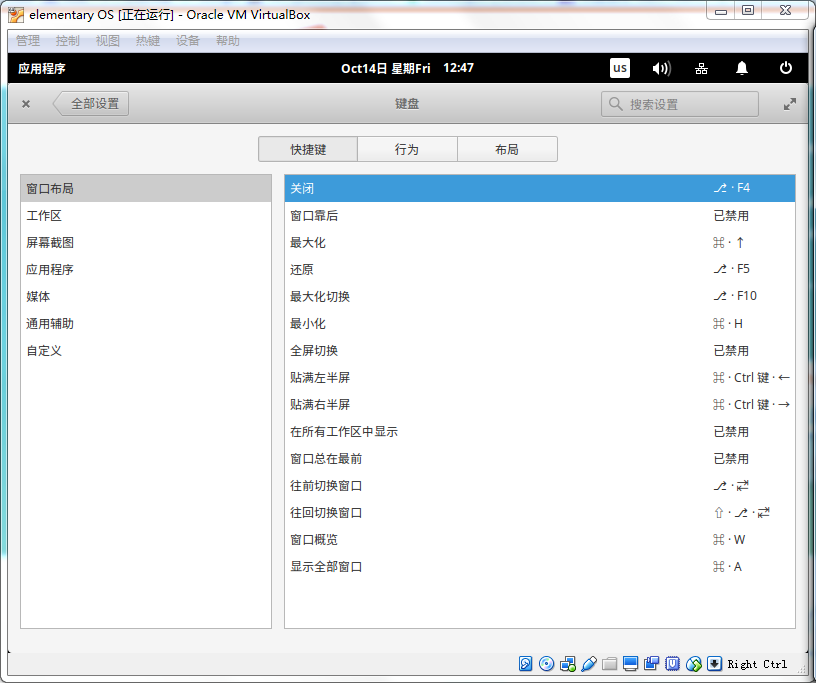 elementary OS [正在运行] - Oracle VM VirtualBox
管理 控制 视图 热键 设备 帮助
应用程序 Oct14日 星期Fri 12:47 us
全部设置 键盘 搜索设置
快捷键 行为 布局
窗口布局
工作区
屏幕截图
应用程序
媒体
通用辅助
自定义
关闭 ⎇ · F4
窗口靠后 已禁用
最大化 ⌘ · ↑
还原 ⎇ · F5
最大化切换 ⎇ · F10
最小化 ⌘ · H
全屏切换 已禁用
贴满左半屏 ⌘ · Ctrl 键 · ←
贴满右半屏 ⌘ · Ctrl 键 · →
在所有工作区中显示 已禁用
窗口总在最前 已禁用
往前切换窗口 ⎇ · ⇄
往回切换窗口 ⇧ · ⎇ · ⇄
窗口概览 ⌘ · W
显示全部窗口 ⌘ · A
Right Ctrl